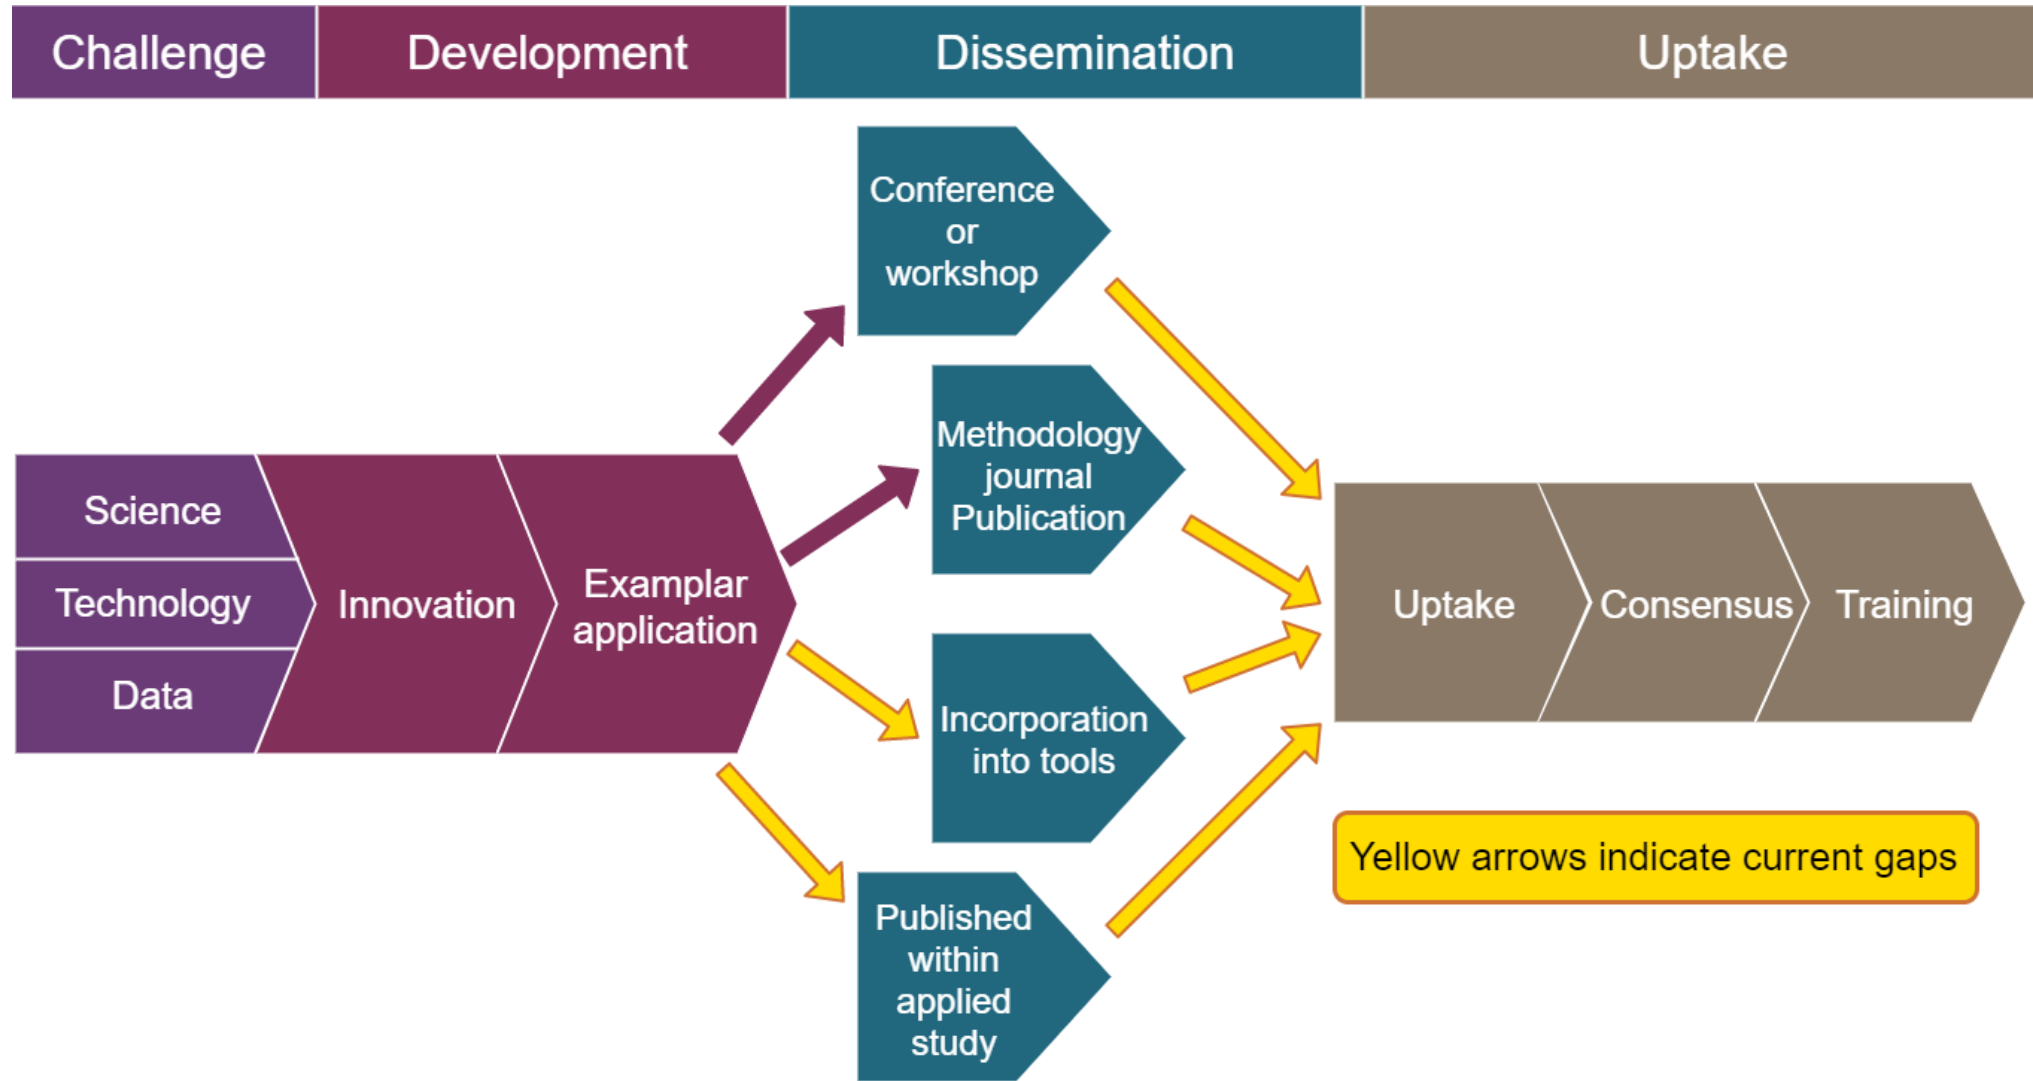 Challenge
Development
Dissemination
Uptake
Conference
or
workshop
Methodology
journal
Publication
Science
Technology
Data
Innovation
Examplar
application
Incorporation
into tools
Published
within
applied
study
Uptake
Consensus
Training
Yellow arrows indicate current gaps